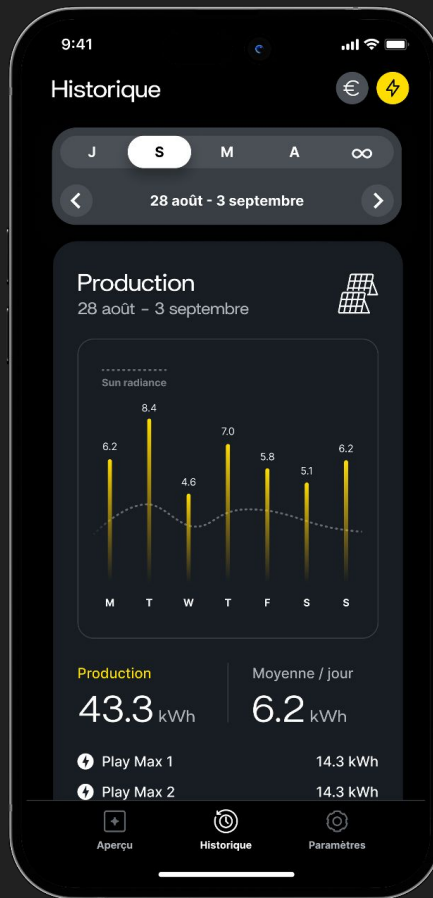 9:41
Historique
€
J S M A ∞
28 août - 3 septembre
Production
28 août – 3 septembre
Sun radiance
6.2 8.4 4.6 7.0 5.8 5.1 6.2
M T W T F S S
Production Moyenne / jour
43.3 kWh 6.2 kWh
Play Max 1 14.3 kWh
Play Max 2 14.3 kWh
Aperçu Historique Paramètres